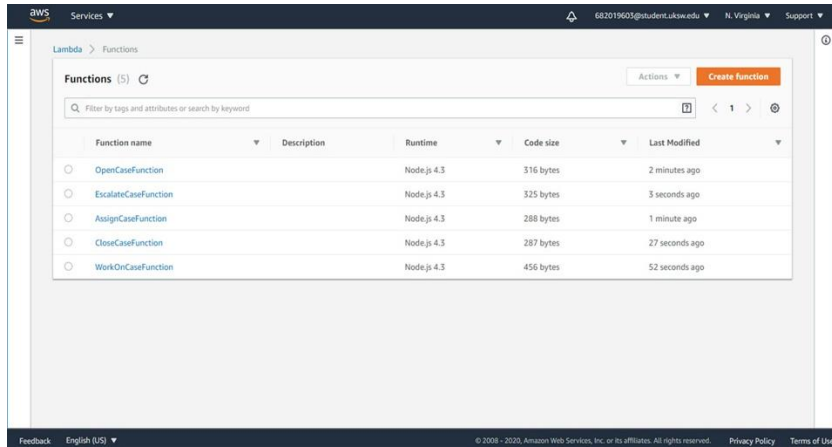 aws Services 682019603@student.uksw.edu N. Virginia Support
Lambda > Functions
Functions (5) Actions Create function
Filter by tags and attributes or search by keyword ? < 1 >
Function name Description Runtime Code size Last Modified
OpenCaseFunction Node.js 4.3 316 bytes 2 minutes ago
EscalateCaseFunction Node.js 4.3 325 bytes 3 seconds ago
AssignCaseFunction Node.js 4.3 288 bytes 1 minute ago
CloseCaseFunction Node.js 4.3 287 bytes 27 seconds ago
WorkOnCaseFunction Node.js 4.3 456 bytes 52 seconds ago
Feedback English (US) © 2008 - 2020, Amazon Web Services, Inc. or its affiliates. All rights reserved. Privacy Policy Terms of Us